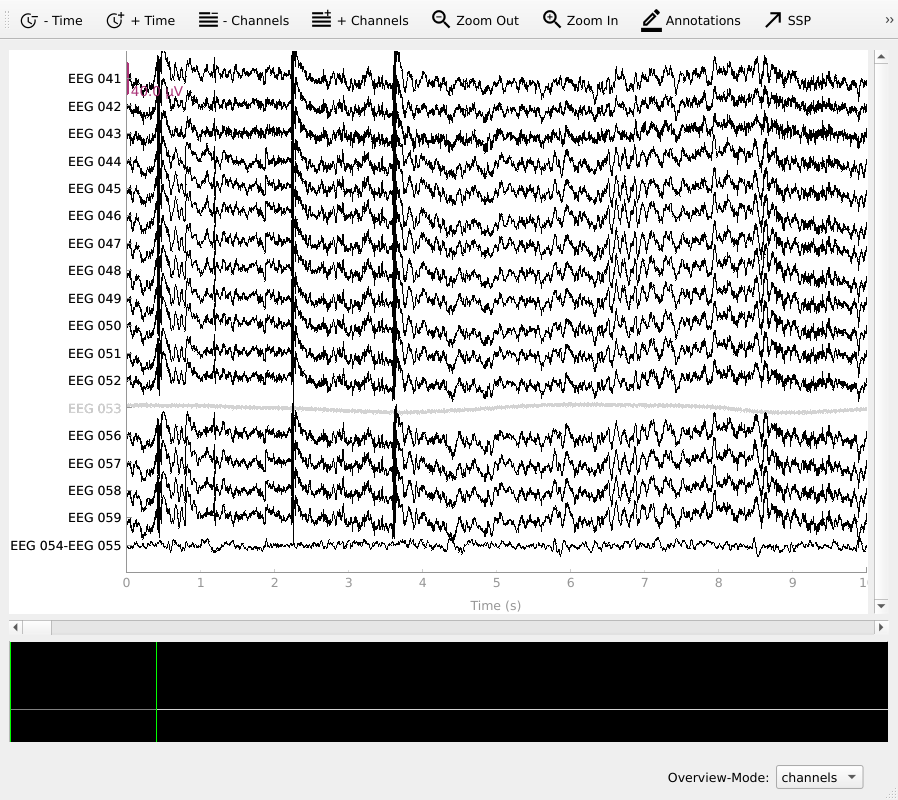 - Time + Time - Channels + Channels Zoom Out Zoom In Annotations SSP »
EEG 041
40.0 µV
EEG 042
EEG 043
EEG 044
EEG 045
EEG 046
EEG 047
EEG 048
EEG 049
EEG 050
EEG 051
EEG 052
EEG 053
EEG 056
EEG 057
EEG 058
EEG 059
EEG 054-EEG 055
0 1 2 3 4 5 6 7 8 9 1
Time (s)
Overview-Mode: channels